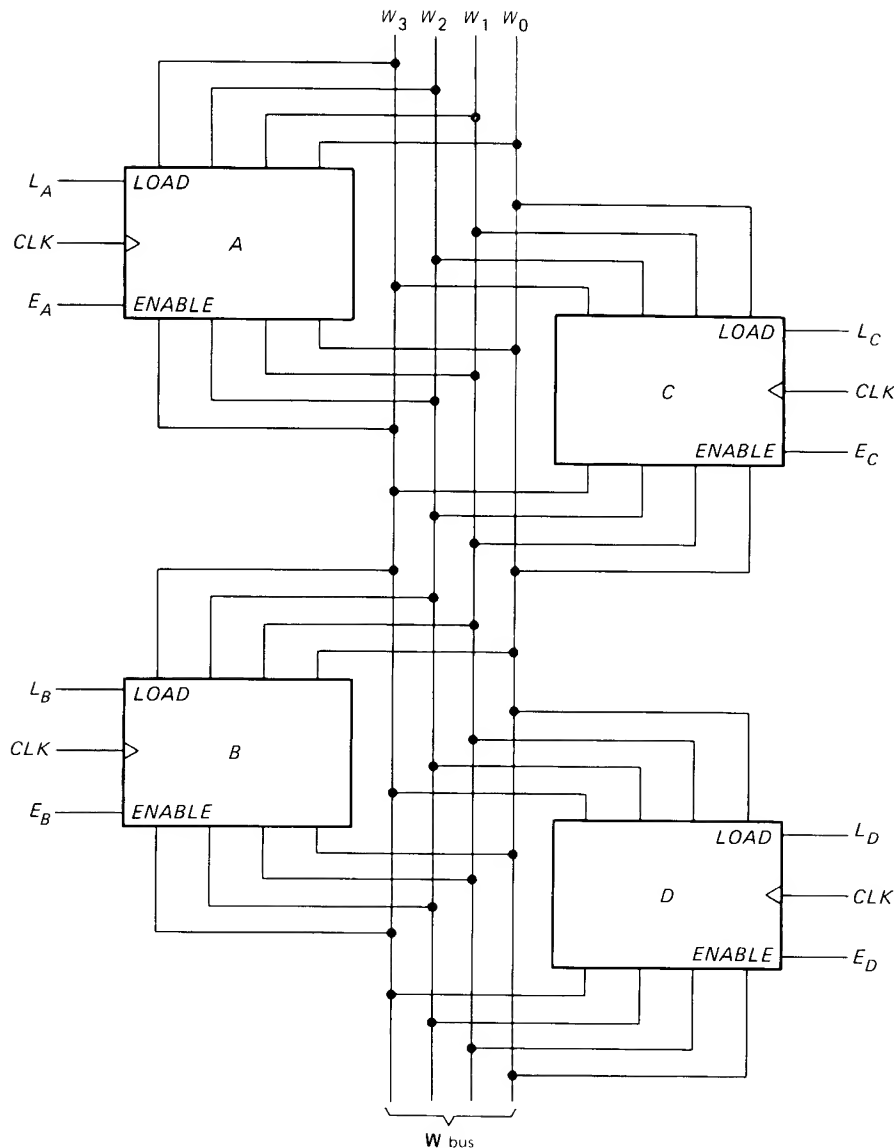 W3 W2 W1 W0
LA LOAD
CLK A
EA ENABLE
LOAD LC
C CLK
ENABLE EC
LB LOAD
CLK B
EB ENABLE
LOAD LD
D CLK
ENABLE ED
W bus